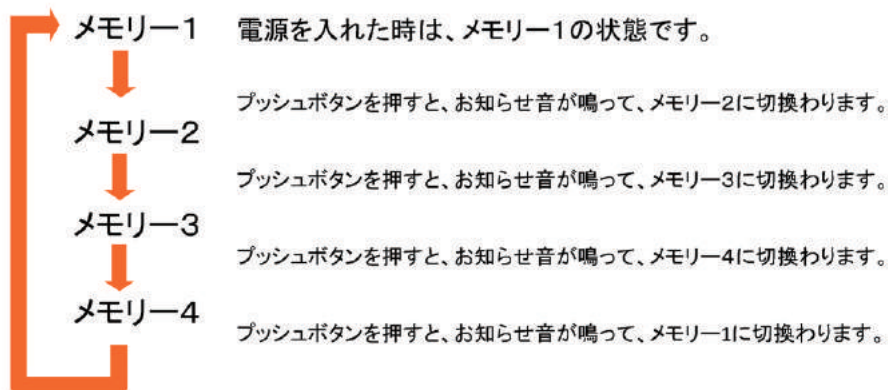 メモリー1 電源を入れた時は、メモリー1の状態です。
プッシュボタンを押すと、お知らせ音が鳴って、メモリー2に切換わります。
メモリー2
プッシュボタンを押すと、お知らせ音が鳴って、メモリー3に切換わります。
メモリー3
プッシュボタンを押すと、お知らせ音が鳴って、メモリー4に切換わります。
メモリー4
プッシュボタンを押すと、お知らせ音が鳴って、メモリー1に切換わります。